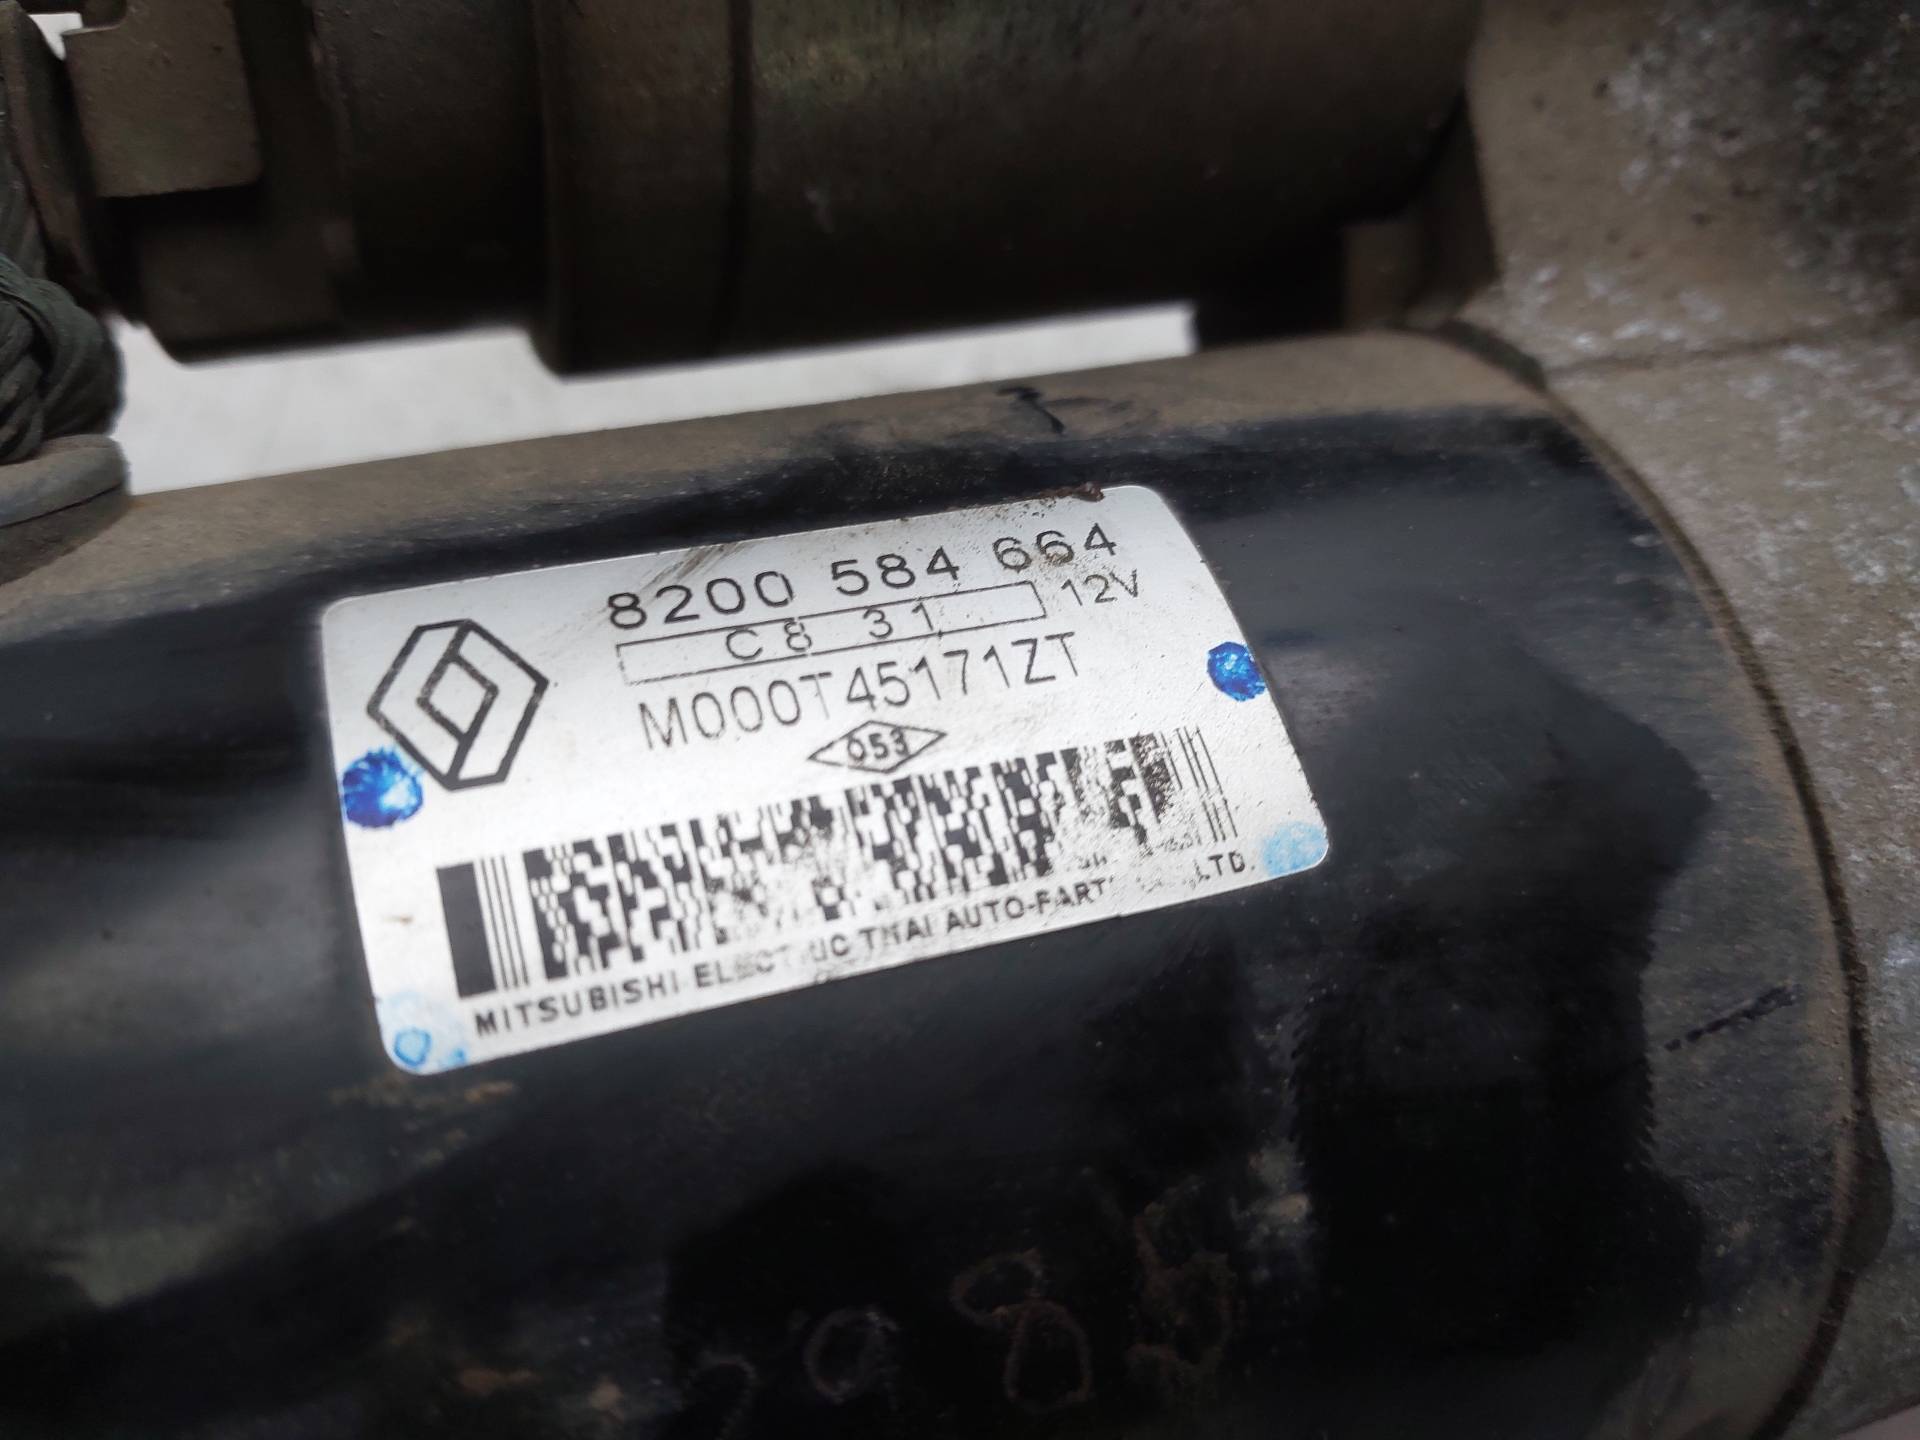 8200 584 664
C8 31 12V
M000T45171ZT
053
MITSUBISHI ELECTRIC THAI AUTO-PARTS LTD.